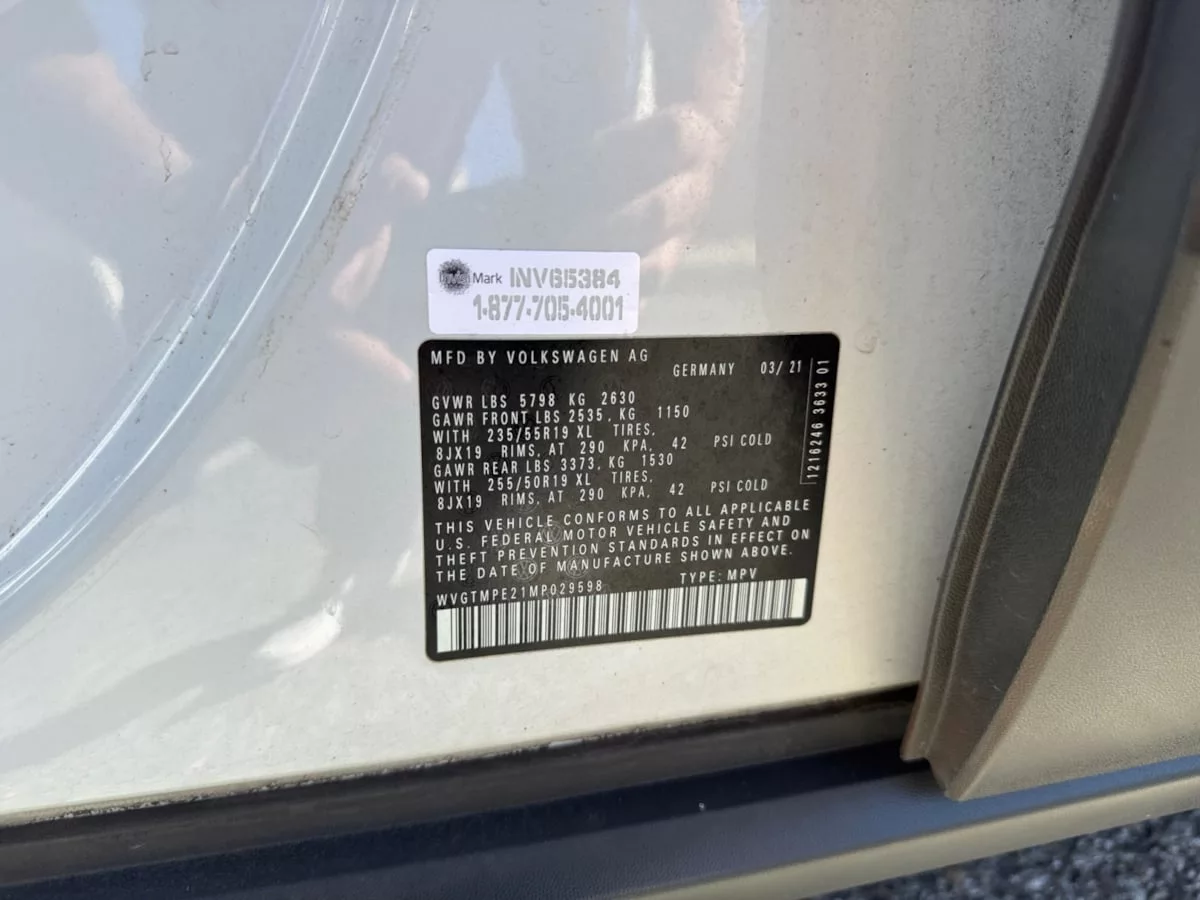 Mark INV65384
1-877-705-4001
MFD BY VOLKSWAGEN AG GERMANY 03/21
GVWR LBS 5798 KG 2630
GAWR FRONT LBS 2535, KG 1150
WITH 235/55R19 XL TIRES,
8JX19 RIMS, AT 290 KPA, 42 PSI COLD
GAWR REAR LBS 3373, KG 1530
WITH 255/50R19 XL TIRES,
8JX19 RIMS, AT 290 KPA, 42 PSI COLD
THIS VEHICLE CONFORMS TO ALL APPLICABLE
U.S. FEDERAL MOTOR VEHICLE SAFETY AND
THEFT PREVENTION STANDARDS IN EFFECT ON
THE DATE OF MANUFACTURE SHOWN ABOVE.
WVGTMPE21MP029598 TYPE: MPV
1216246 3633 01